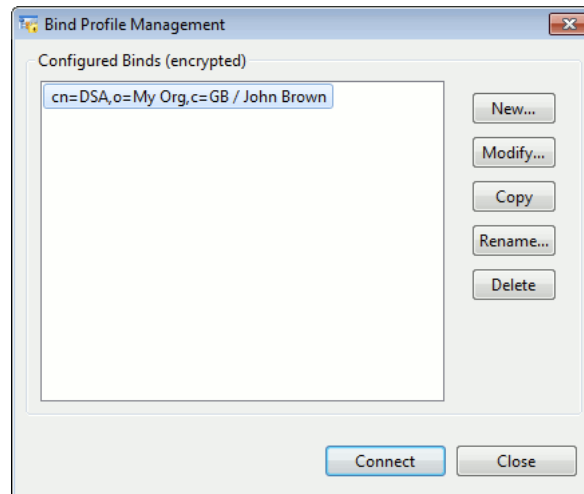 Bind Profile Management
Configured Binds (encrypted)
cn=DSA,o=My Org,c=GB / John Brown
New...
Modify...
Copy
Rename...
Delete
Connect
Close